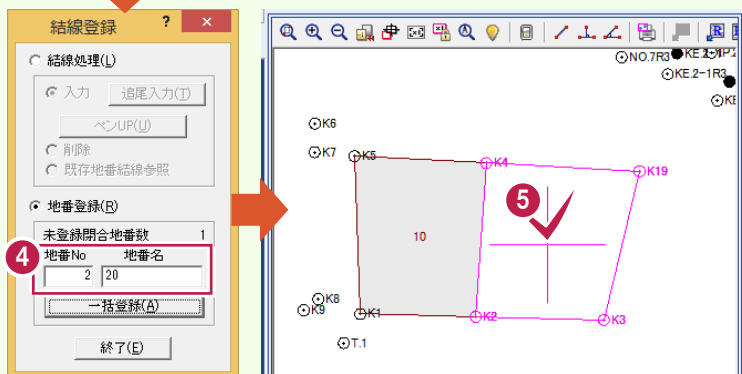 結線登録 ? ×
結線処理(L)
入力 追尾入力(T)
ペンUP(U)
削除
既存地番結線参照
地番登録(R)
未登録閉合地番数 1
4
地番No 地番名
2 20
一括登録(A)
終了(E)
NO.7R3
KE.2-1R3
K6
K7
K5
K4
K19
5
10
K8
K9
K1
K2
K3
T.1